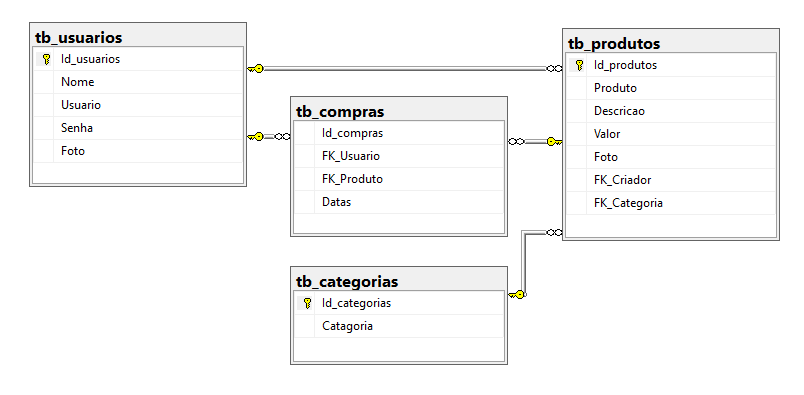 tb_usuarios
Id_usuarios
Nome
Usuario
Senha
Foto
tb_compras
Id_compras
FK_Usuario
FK_Produto
Datas
tb_produtos
Id_produtos
Produto
Descricao
Valor
Foto
FK_Criador
FK_Categoria
tb_categorias
Id_categorias
Catagoria